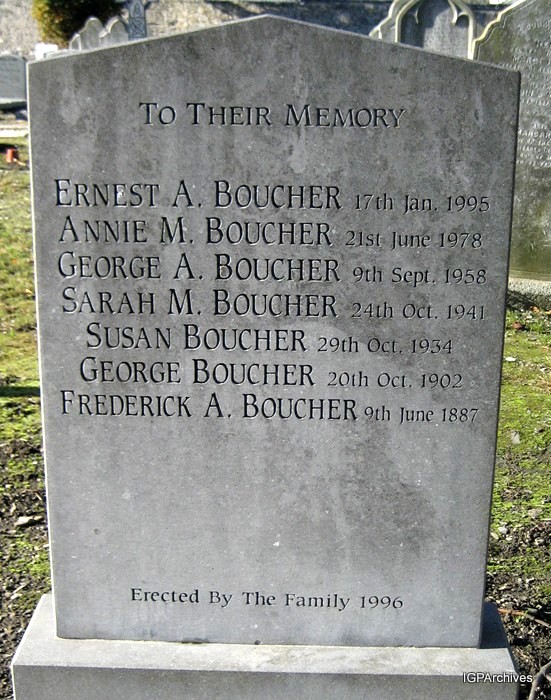 To Their Memory
Ernest A. Boucher 17th Jan. 1995
Annie M. Boucher 21st June 1978
George A. Boucher 9th Sept. 1958
Sarah M. Boucher 24th Oct. 1941
Susan Boucher 29th Oct. 1934
George Boucher 20th Oct. 1902
Frederick A. Boucher 9th June 1887
Erected By The Family 1996
IGPArchives